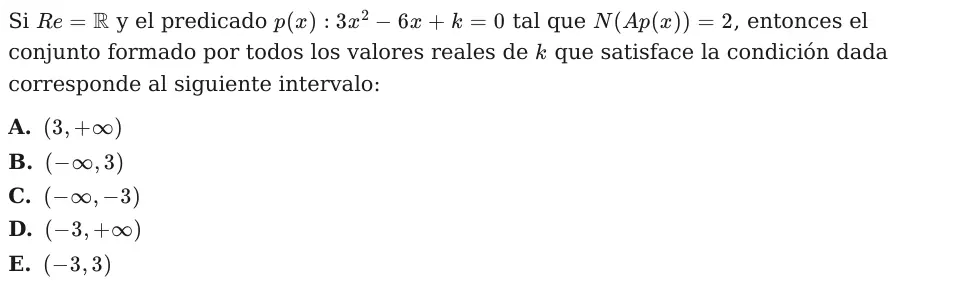 Si Re = ℝ y el predicado p(x) : 3x² − 6x + k = 0 tal que N(Ap(x)) = 2, entonces el
conjunto formado por todos los valores reales de k que satisface la condición dada
corresponde al siguiente intervalo:
A. (3, +∞)
B. (−∞, 3)
C. (−∞, −3)
D. (−3, +∞)
E. (−3, 3)